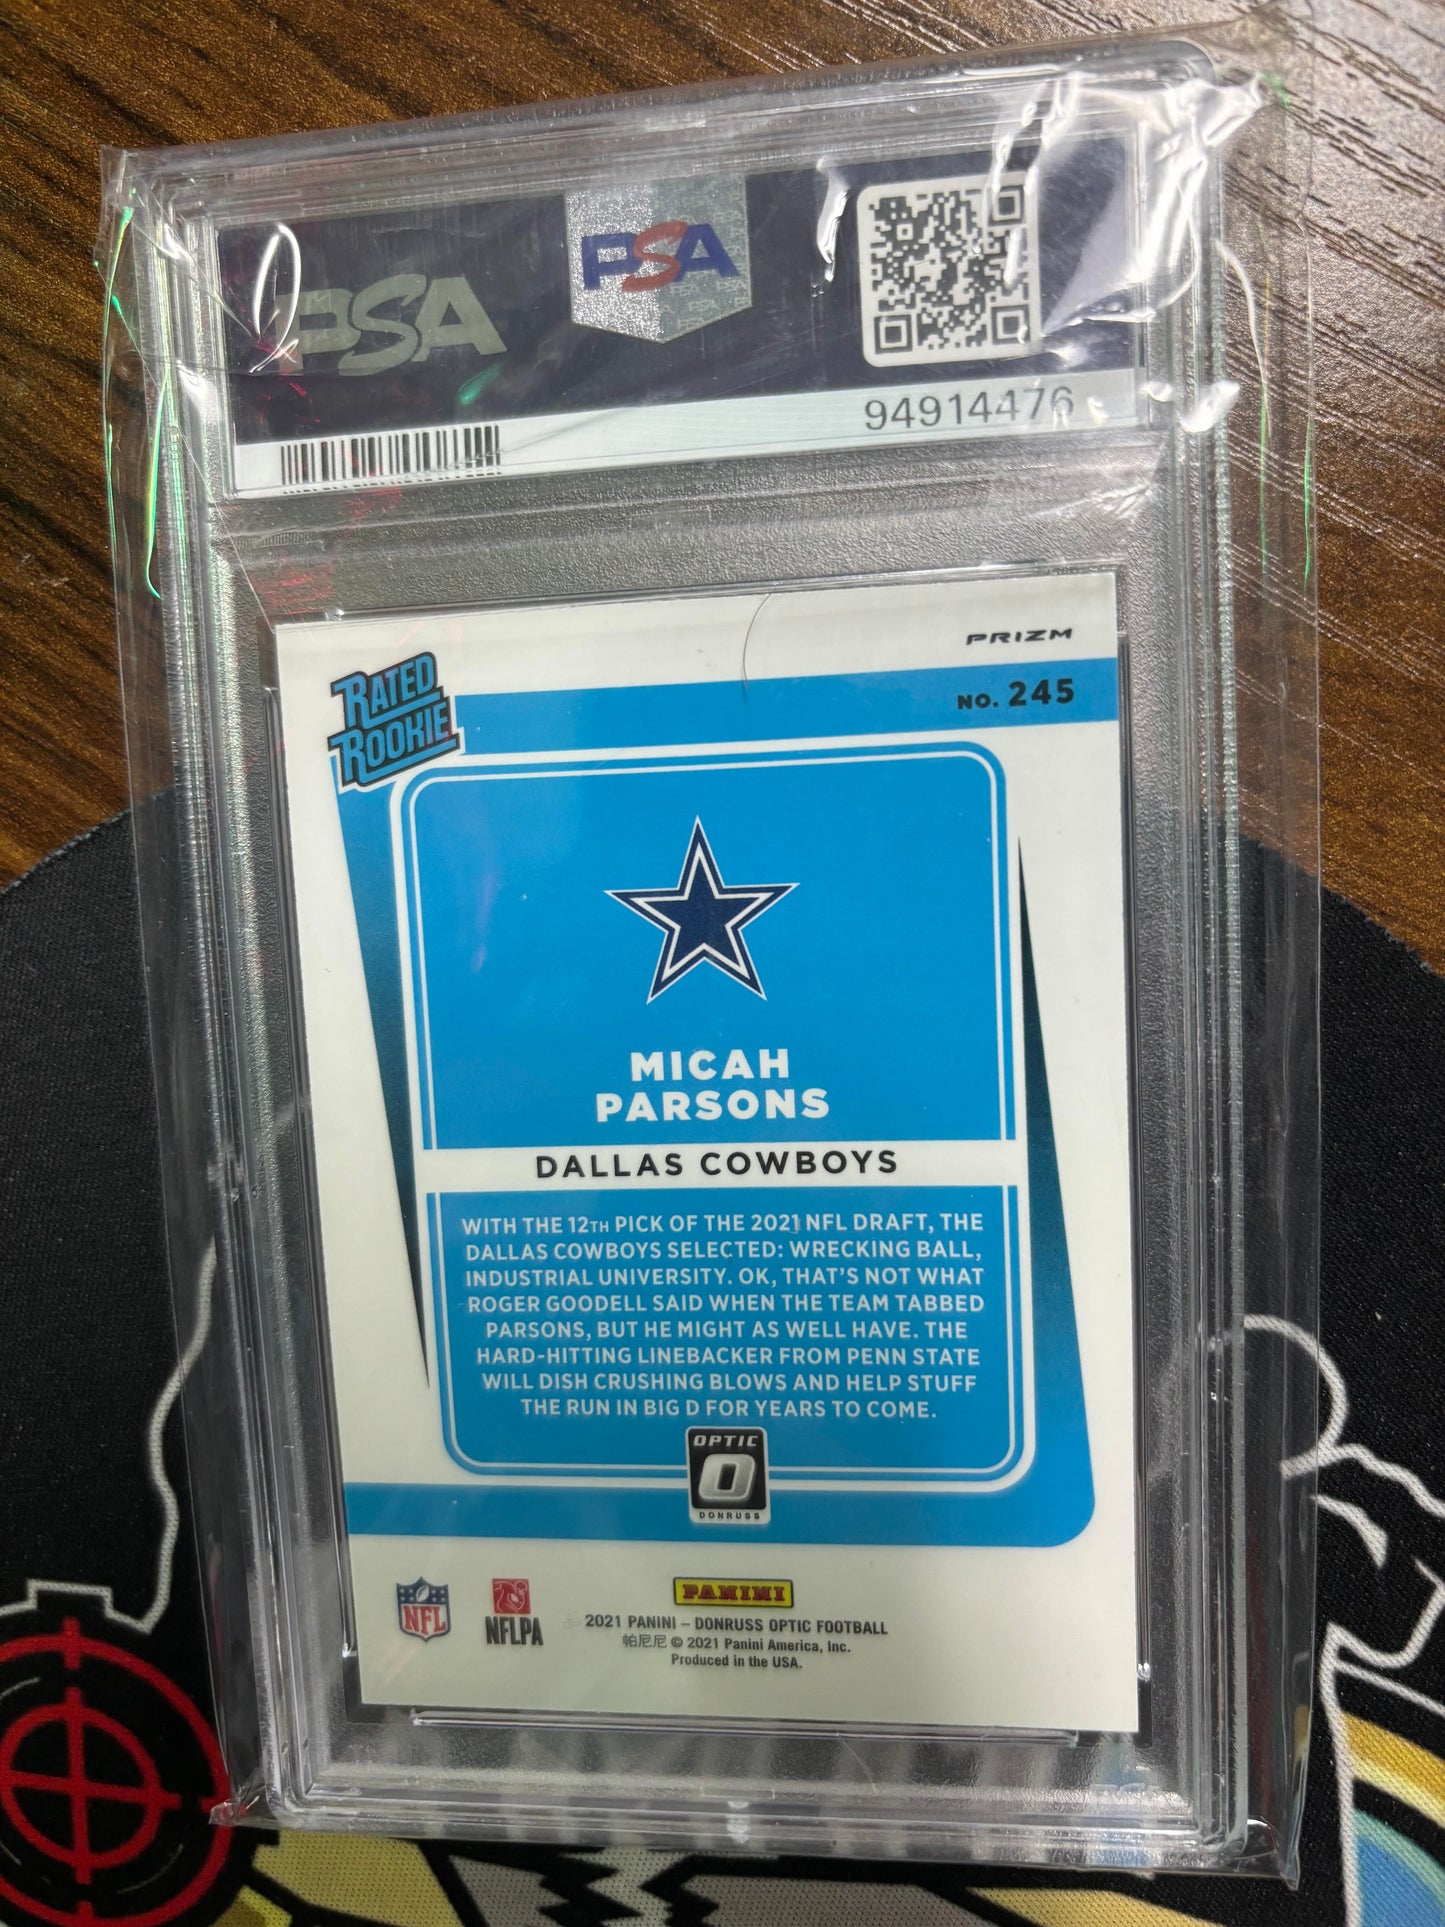 PSA
PSA
94914476
PRIZM
RATED
ROOKIE
NO. 245
MICAH
PARSONS
DALLAS COWBOYS
WITH THE 12TH PICK OF THE 2021 NFL DRAFT, THE
DALLAS COWBOYS SELECTED: WRECKING BALL,
INDUSTRIAL UNIVERSITY. OK, THAT'S NOT WHAT
ROGER GOODELL SAID WHEN THE TEAM TABBED
PARSONS, BUT HE MIGHT AS WELL HAVE. THE
HARD-HITTING LINEBACKER FROM PENN STATE
WILL DISH CRUSHING BLOWS AND HELP STUFF
THE RUN IN BIG D FOR YEARS TO COME.
OPTIC
O
DONRUSS
NFL
NFLPA
PANINI
2021 PANINI – DONRUSS OPTIC FOOTBALL
帕尼尼 © 2021 Panini America, Inc.
Produced in the USA.